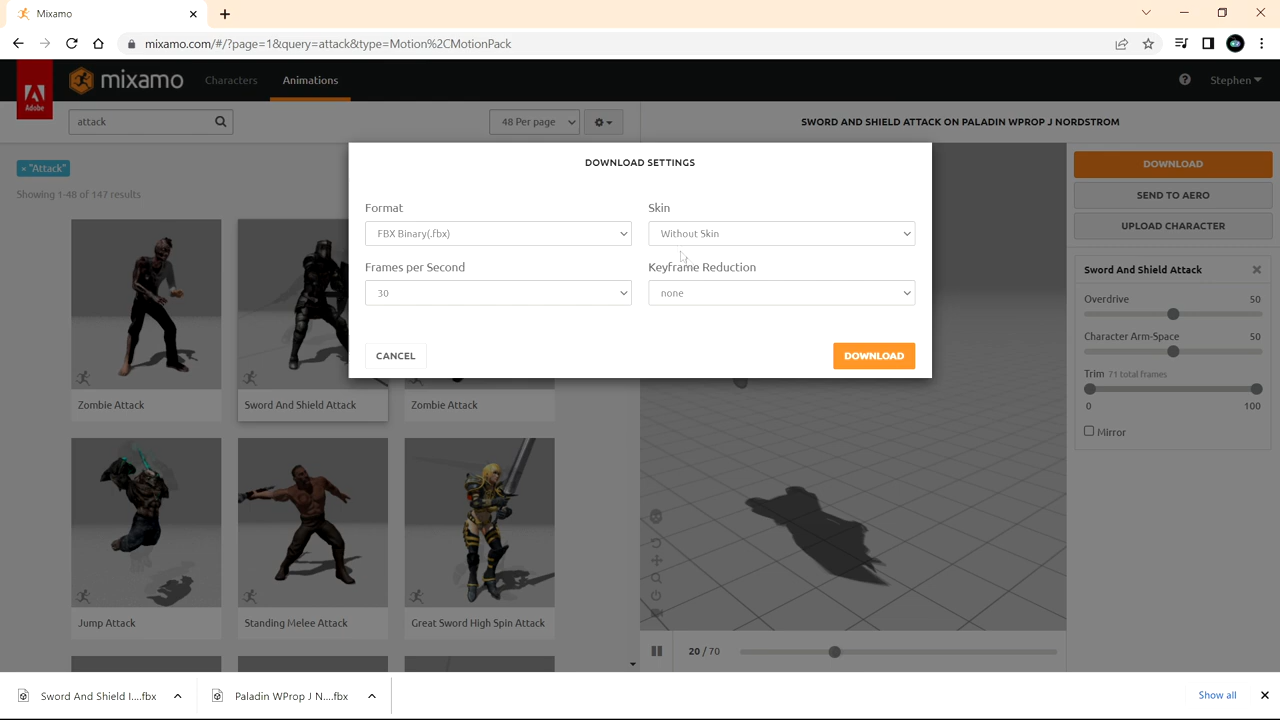 Mixamo
mixamo.com/#/?page=1&query=attack&type=Motion%2CMotionPack
Adobe
mixamo
Characters
Animations
Stephen
attack
48 Per page
SWORD AND SHIELD ATTACK ON PALADIN WPROP J NORDSTROM
× "Attack"
Showing 1-48 of 147 results
DOWNLOAD SETTINGS
Format
Skin
FBX Binary(.fbx)
Without Skin
Frames per Second
Keyframe Reduction
30
none
CANCEL
DOWNLOAD
DOWNLOAD
SEND TO AERO
UPLOAD CHARACTER
Sword And Shield Attack
Overdrive
50
Character Arm-Space
50
Trim 71 total frames
0
100
Mirror
Zombie Attack
Sword And Shield Attack
Zombie Attack
Jump Attack
Standing Melee Attack
Great Sword High Spin Attack
20 / 70
Sword And Shield I....fbx
Paladin WProp J N....fbx
Show all